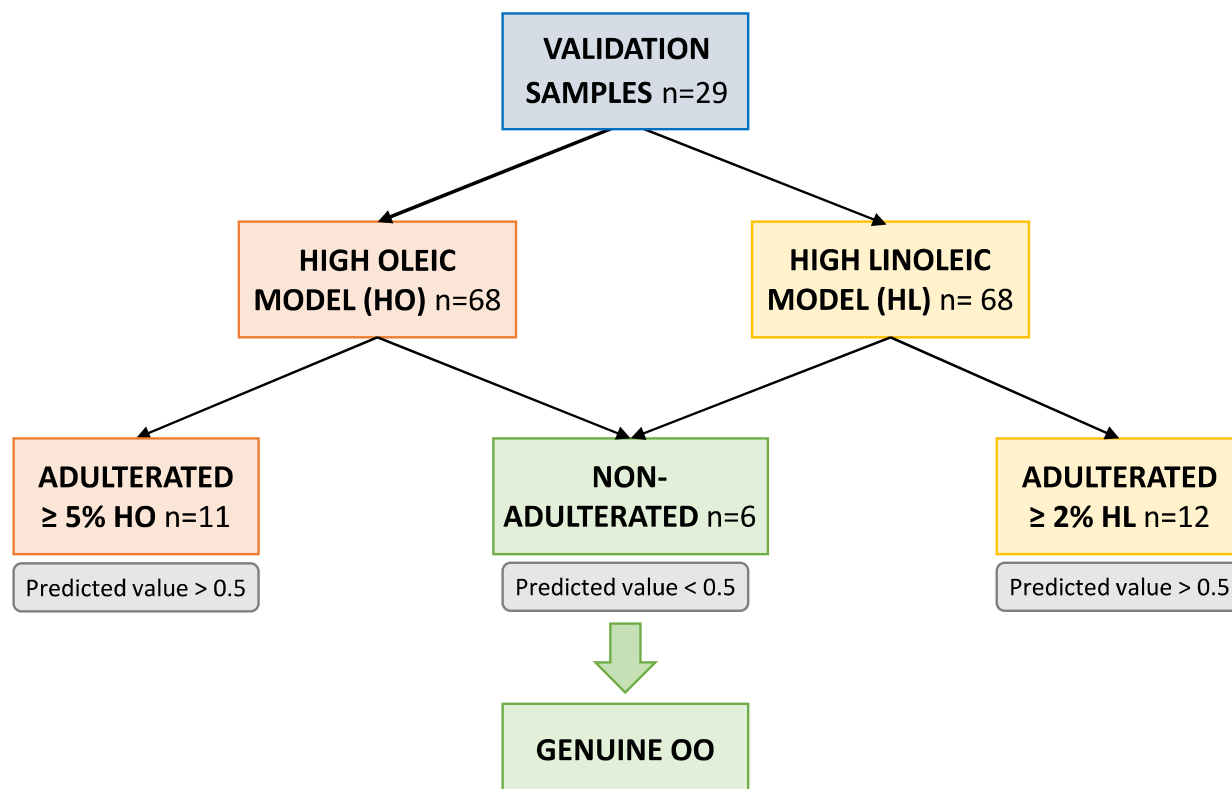 VALIDATION
SAMPLES n=29
HIGH OLEIC
MODEL (HO) n=68
HIGH LINOLEIC
MODEL (HL) n= 68
ADULTERATED
≥ 5% HO n=11
NON-
ADULTERATED n=6
ADULTERATED
≥ 2% HL n=12
Predicted value > 0.5
Predicted value < 0.5
Predicted value > 0.5
GENUINE OO